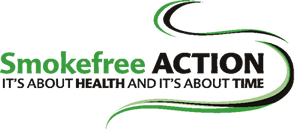 Smokefree ACTION
IT'S ABOUT HEALTH AND IT'S ABOUT TIME